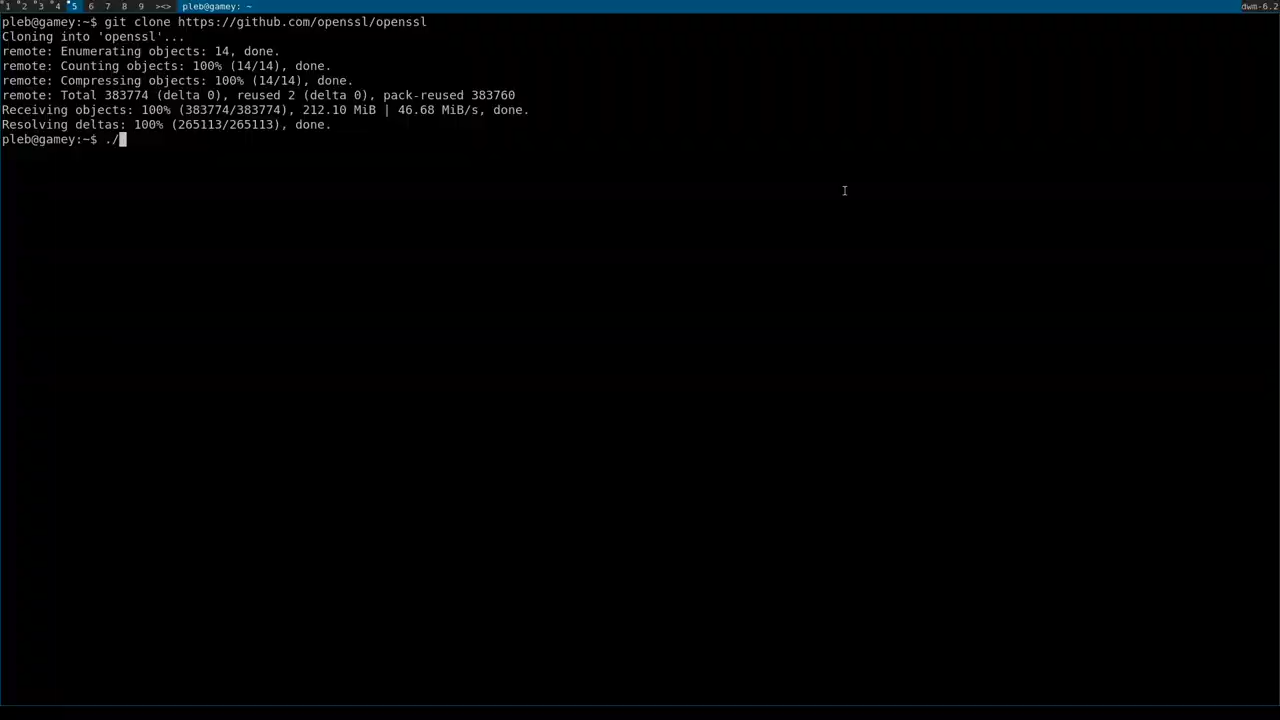 1 2 3 4 5 6 7 8 9 ><> pleb@gamey: ~ dwm-6.2
pleb@gamey:~$ git clone https://github.com/openssl/openssl
Cloning into 'openssl'...
remote: Enumerating objects: 14, done.
remote: Counting objects: 100% (14/14), done.
remote: Compressing objects: 100% (14/14), done.
remote: Total 383774 (delta 0), reused 2 (delta 0), pack-reused 383760
Receiving objects: 100% (383774/383774), 212.10 MiB | 46.68 MiB/s, done.
Resolving deltas: 100% (265113/265113), done.
pleb@gamey:~$ ./